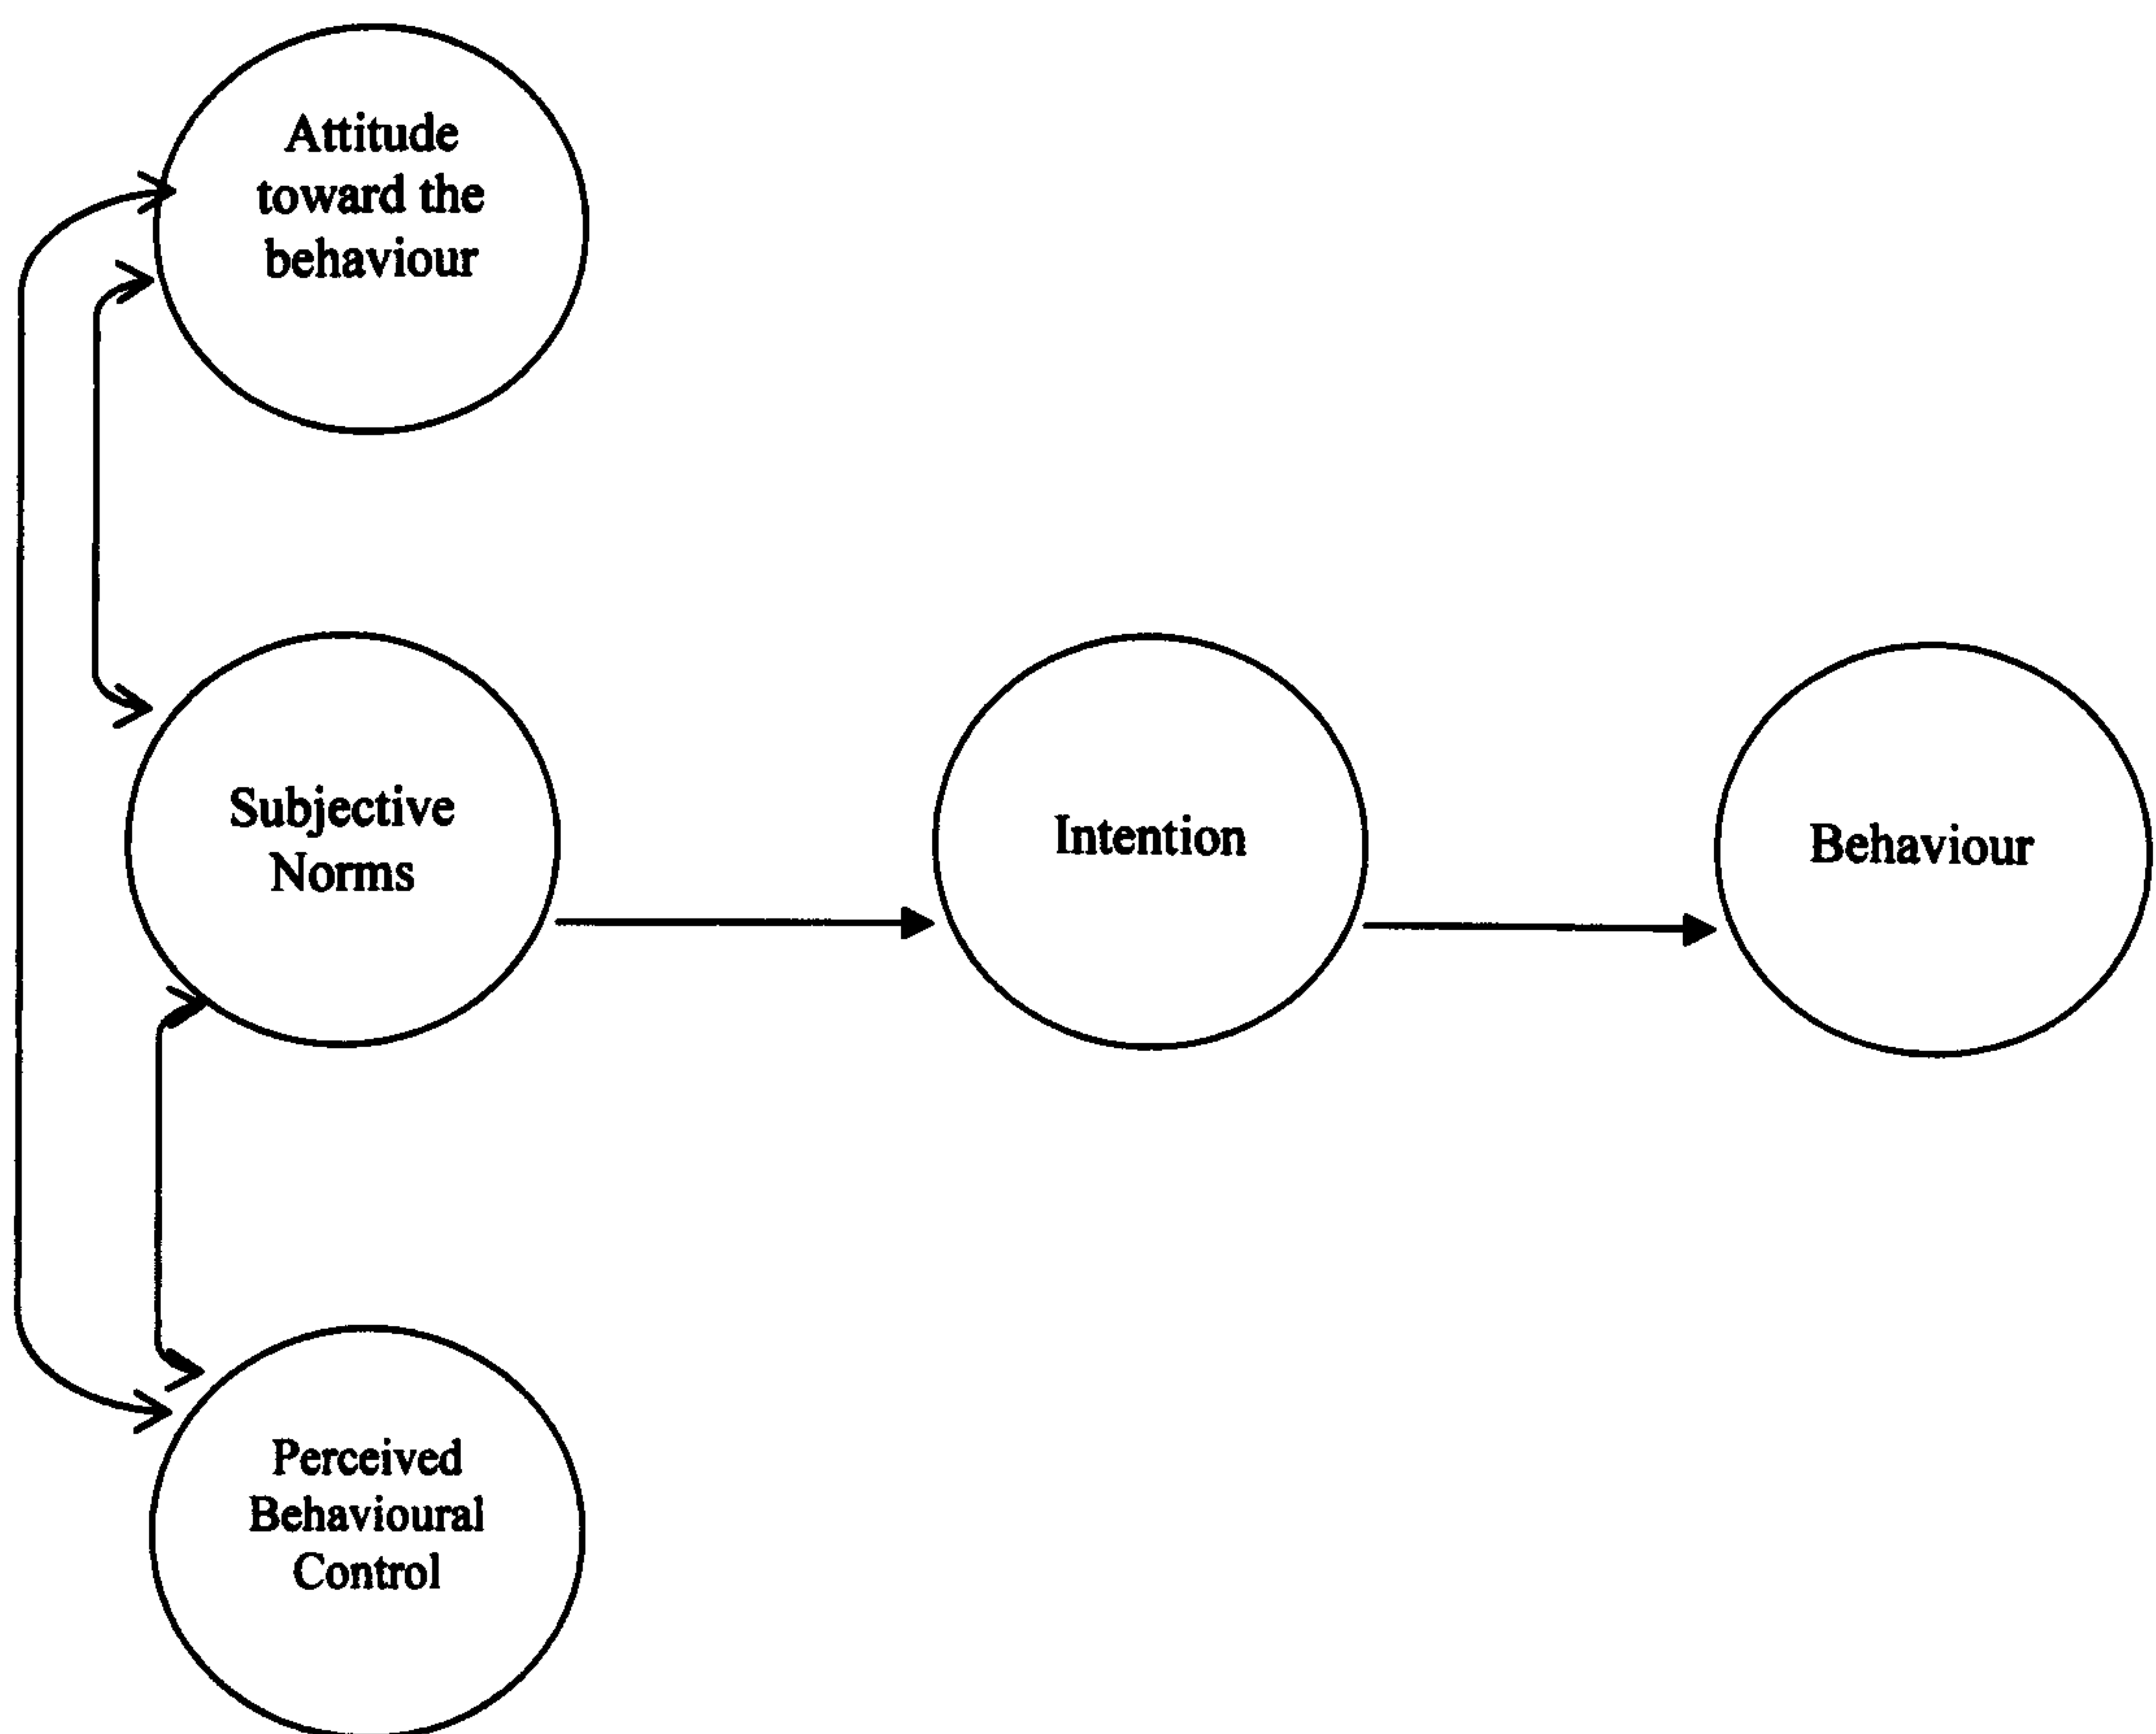 Attitude
toward the
behaviour
Subjective
Norms
Intention
Behaviour
Perceived
Behavioural
Control